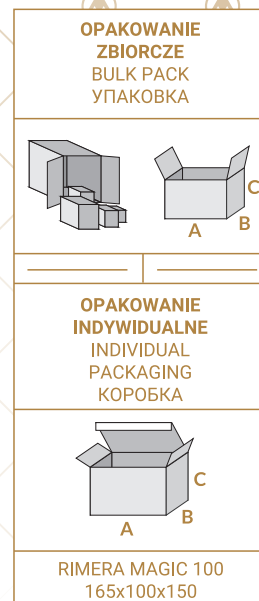 OPAKOWANIE
ZBIORCZE
BULK PACK
УПАКОВКА
C
B
A
OPAKOWANIE
INDYWIDUALNE
INDIVIDUAL
PACKAGING
КОРОБКА
C
B
A
RIMERA MAGIC 100
165x100x150